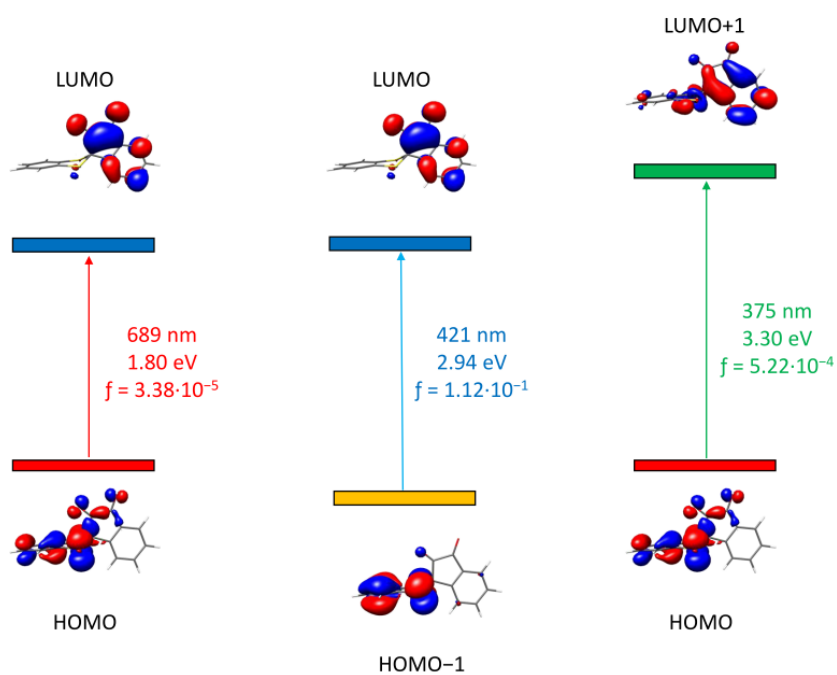 LUMO+1
LUMO
LUMO
689 nm
1.80 eV
ƒ = 3.38·10⁻⁵
421 nm
2.94 eV
ƒ = 1.12·10⁻¹
375 nm
3.30 eV
ƒ = 5.22·10⁻⁴
HOMO
HOMO−1
HOMO